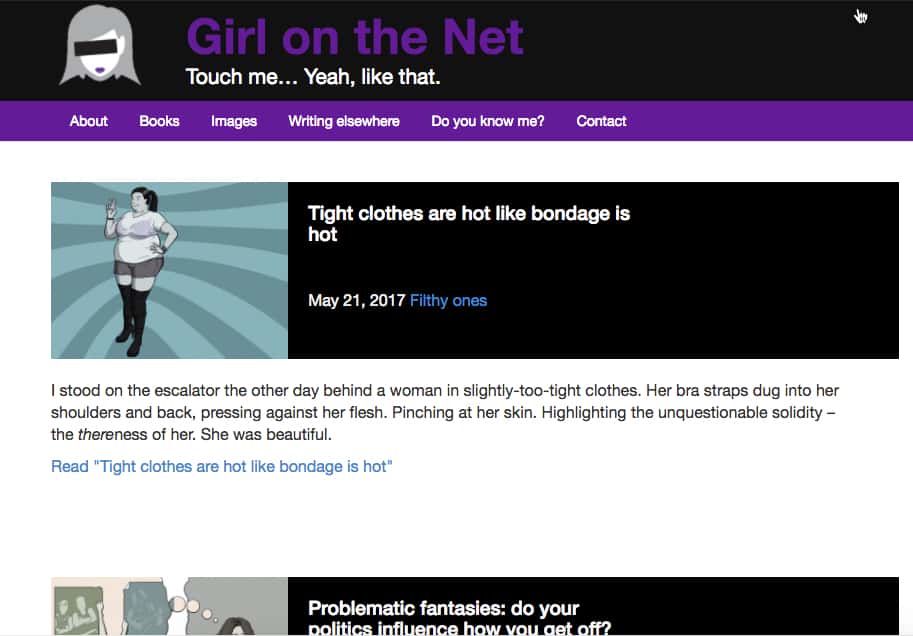 Girl on the Net
Touch me… Yeah, like that.
About Books Images Writing elsewhere Do you know me? Contact
Tight clothes are hot like bondage is
hot
May 21, 2017 Filthy ones
I stood on the escalator the other day behind a woman in slightly-too-tight clothes. Her bra straps dug into her
shoulders and back, pressing against her flesh. Pinching at her skin. Highlighting the unquestionable solidity –
the thereness of her. She was beautiful.
Read "Tight clothes are hot like bondage is hot"
Problematic fantasies: do your
politics influence how you get off?